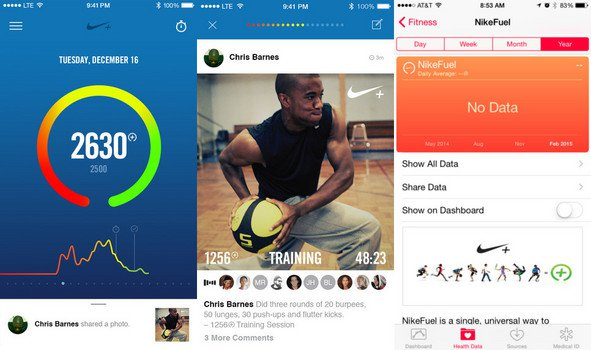 LTE 9:41 PM 100%
TUESDAY, DECEMBER 16
2630
2500
Chris Barnes shared a photo.
LTE 9:41 PM 100%
Chris Barnes
3m
1256 TRAINING 48:23
MR
JH
BL
Chris Barnes Did three rounds of 20 burpees,
50 lunges, 30 push-ups and flutter kicks.
– 1256 Training Session
3 More Comments
AT&T 8:53 AM 83%
Fitness
NikeFuel
Day
Week
Month
Year
NikeFuel
Daily Average: --
--
No Data
May 2014
Aug
Nov
Feb 2015
Show All Data
Share Data
Show on Dashboard
NikeFuel is a single, universal way to
Dashboard
Health Data
Sources
Medical ID